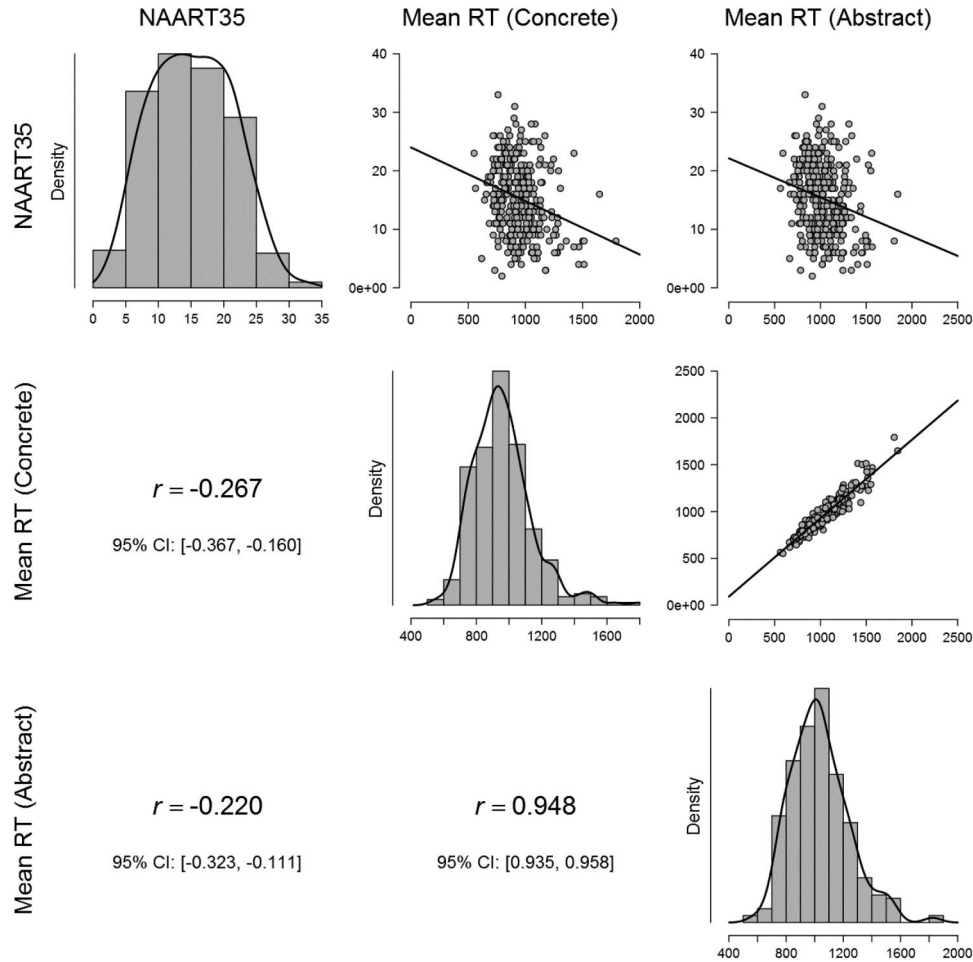 NAART35 Mean RT (Concrete) Mean RT (Abstract)
NAART35
Density
0 5 10 15 20 25 30 35
40
30
20
10
0e+00
0 500 1000 1500 2000
40
30
20
10
0e+00
0 500 1000 1500 2000 2500
Mean RT (Concrete)
r = -0.267
95% CI: [-0.367, -0.160]
Density
400 800 1200 1600
2500
2000
1500
1000
500
0e+00
0 500 1000 1500 2000 2500
Mean RT (Abstract)
r = -0.220
95% CI: [-0.323, -0.111]
r = 0.948
95% CI: [0.935, 0.958]
Density
400 800 1200 2000